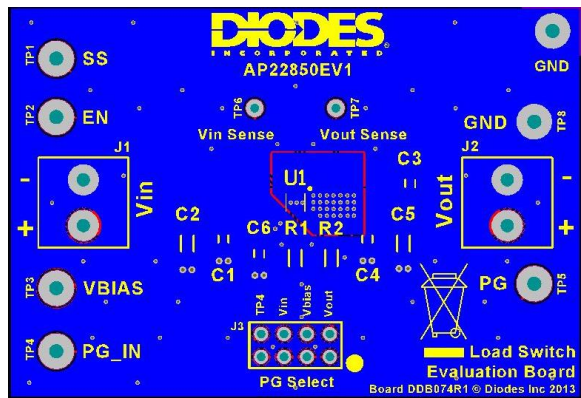 DIODES
INCORPORATED
AP22850EV1
TP1 SS
GND
TP2 EN
TP6
Vin Sense
TP7
Vout Sense
GND TP8
J1
-
+
Vin
J2
-
+
Vout
U1
C3
C2
C1
C6
R1 R2
C4
C5
TP3 VBIAS
PG TP5
TP4 PG_IN
J3
TP4 Vin Vbias Vout
PG Select
Load Switch
Evaluation Board
Board DDB074R1 © Diodes Inc 2013